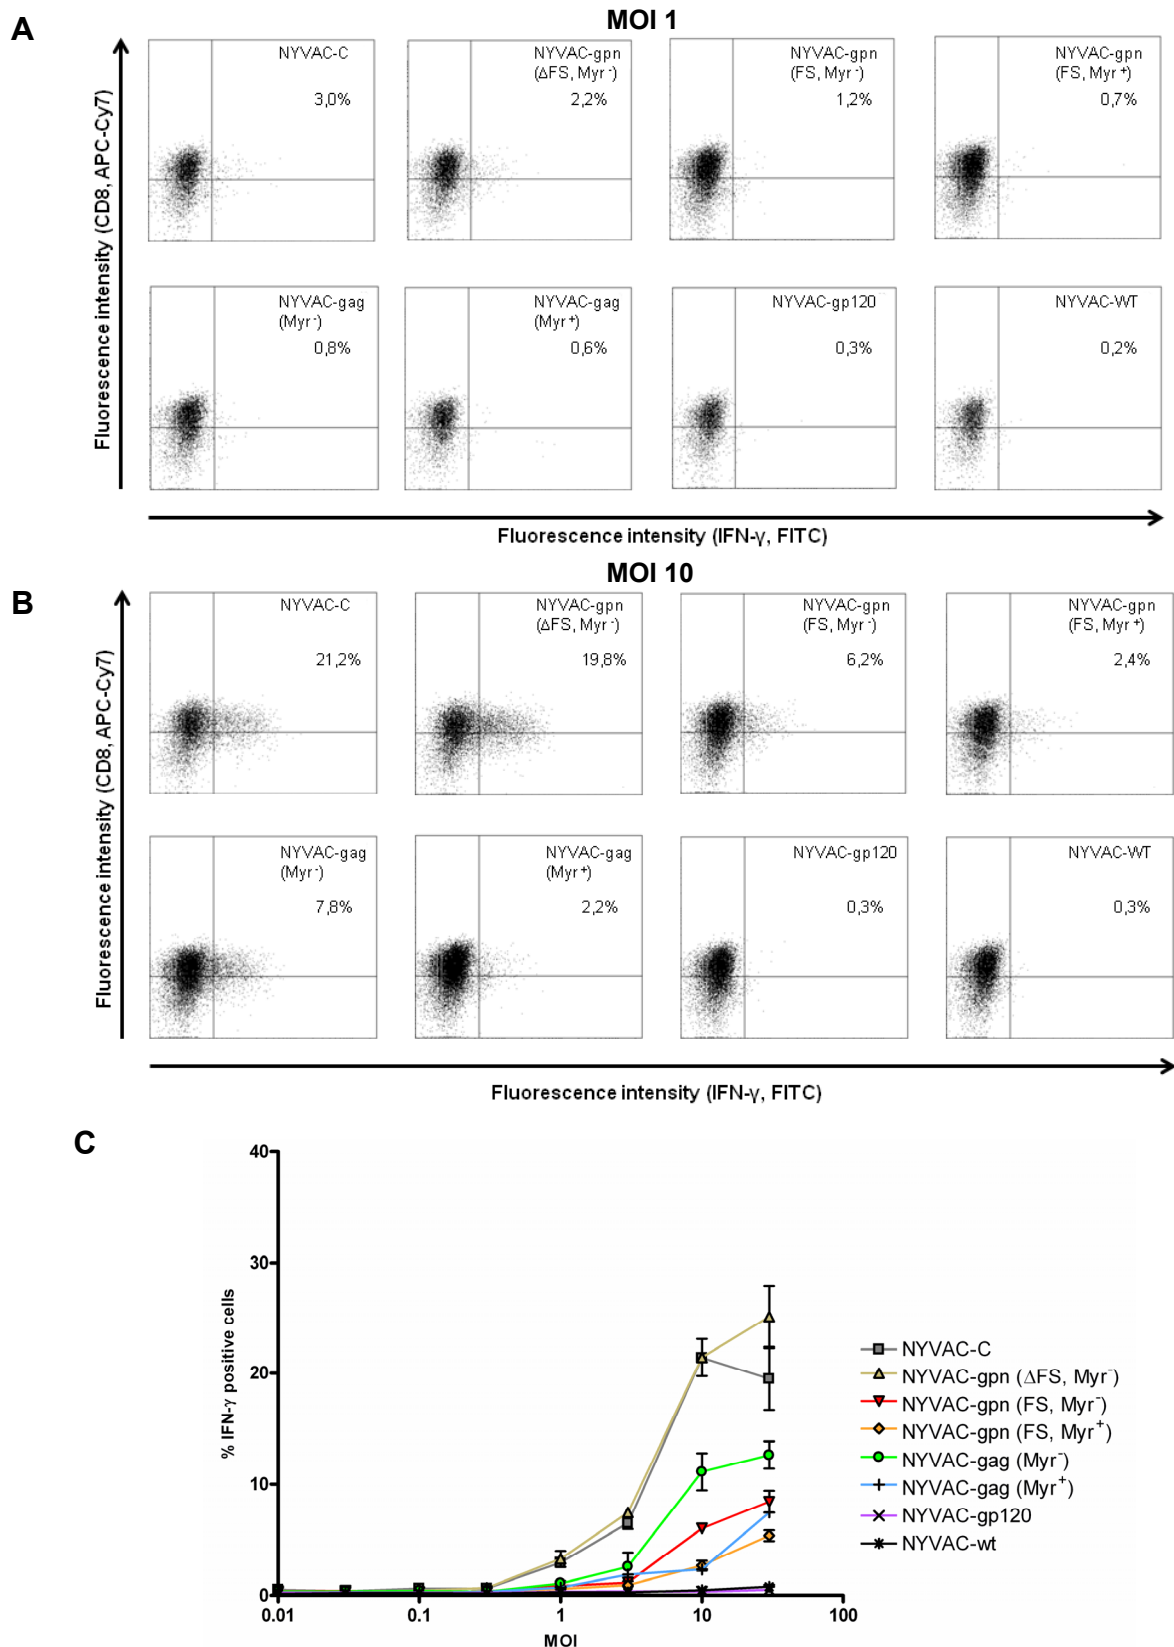 A
MOI 1
Fluorescence intensity (CD8, APC-Cy7)
NYVAC-C
3,0%
NYVAC-gpn
(ΔFS, Myr⁻)
2,2%
NYVAC-gpn
(FS, Myr⁻)
1,2%
NYVAC-gpn
(FS, Myr⁺)
0,7%
NYVAC-gag
(Myr⁻)
0,8%
NYVAC-gag
(Myr⁺)
0,6%
NYVAC-gp120
0,3%
NYVAC-WT
0,2%
Fluorescence intensity (IFN-γ, FITC)
B
MOI 10
Fluorescence intensity (CD8, APC-Cy7)
NYVAC-C
21,2%
NYVAC-gpn
(ΔFS, Myr⁻)
19,8%
NYVAC-gpn
(FS, Myr⁻)
6,2%
NYVAC-gpn
(FS, Myr⁺)
2,4%
NYVAC-gag
(Myr⁻)
7,8%
NYVAC-gag
(Myr⁺)
2,2%
NYVAC-gp120
0,3%
NYVAC-WT
0,3%
Fluorescence intensity (IFN-γ, FITC)
C
% IFN-γ positive cells
40
30
20
10
0
0.01
0.1
1
10
100
MOI
NYVAC-C
NYVAC-gpn (ΔFS, Myr⁻)
NYVAC-gpn (FS, Myr⁻)
NYVAC-gpn (FS, Myr⁺)
NYVAC-gag (Myr⁻)
NYVAC-gag (Myr⁺)
NYVAC-gp120
NYVAC-wt